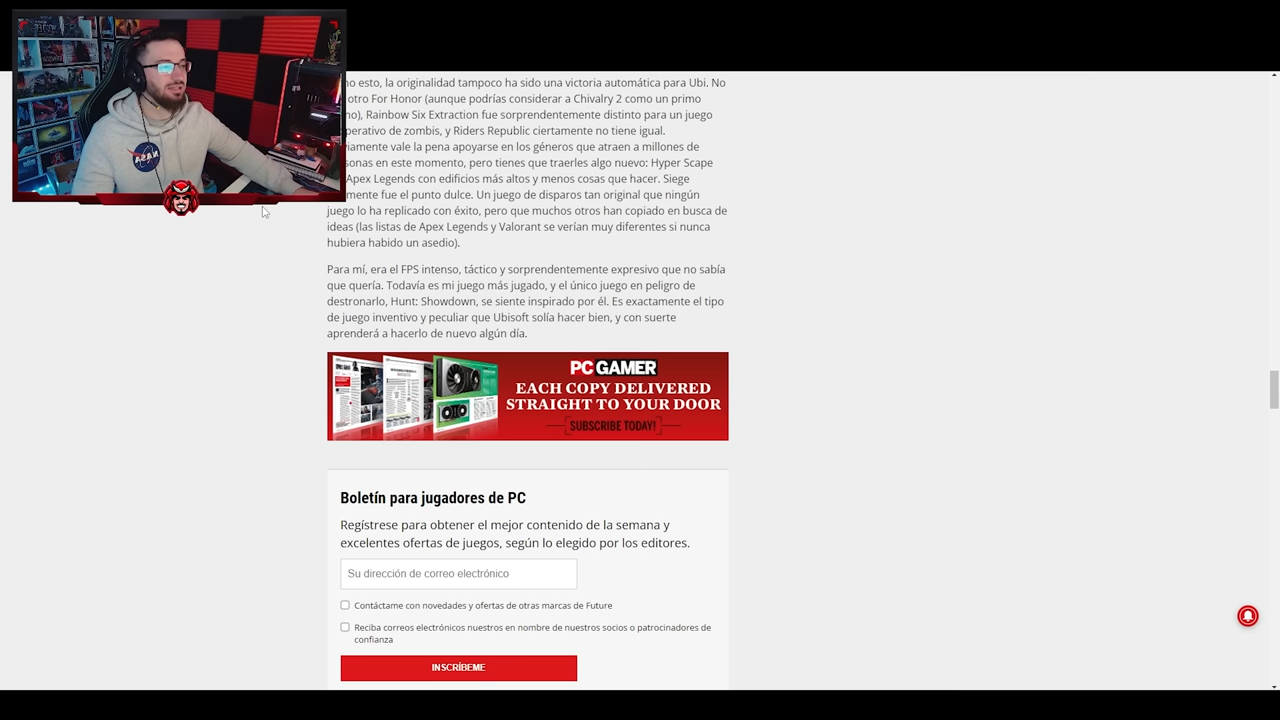 no esto, la originalidad tampoco ha sido una victoria automática para Ubi. No
otro For Honor (aunque podrías considerar a Chivalry 2 como un primo
Rainbow Six Extraction fue sorprendentemente distinto para un juego
de zombis, y Riders Republic ciertamente no tiene igual.
vale la pena apoyarse en los géneros que atraen a millones de
en este momento, pero tienes que traerles algo nuevo: Hyper Scape
Apex Legends con edificios más altos y menos cosas que hacer. Siege
fue el punto dulce. Un juego de disparos tan original que ningún
juego lo ha replicado con éxito, pero que muchos otros han copiado en busca de
ideas (las listas de Apex Legends y Valorant se verían muy diferentes si nunca
hubiera habido un asedio).
Para mí, era el FPS intenso, táctico y sorprendentemente expresivo que no sabía
que quería. Todavía es mi juego más jugado, y el único juego en peligro de
destronarlo, Hunt: Showdown, se siente inspirado por él. Es exactamente el tipo
de juego inventivo y peculiar que Ubisoft solía hacer bien, y con suerte
aprenderá a hacerlo de nuevo algún día.
PC GAMER
EACH COPY DELIVERED
STRAIGHT TO YOUR DOOR
SUBSCRIBE TODAY!
Boletín para jugadores de PC
Regístrese para obtener el mejor contenido de la semana y
excelentes ofertas de juegos, según lo elegido por los editores.
Su dirección de correo electrónico
Contáctame con novedades y ofertas de otras marcas de Future
Reciba correos electrónicos nuestros en nombre de nuestros socios o patrocinadores de
confianza
INSCRÍBEME
NASA